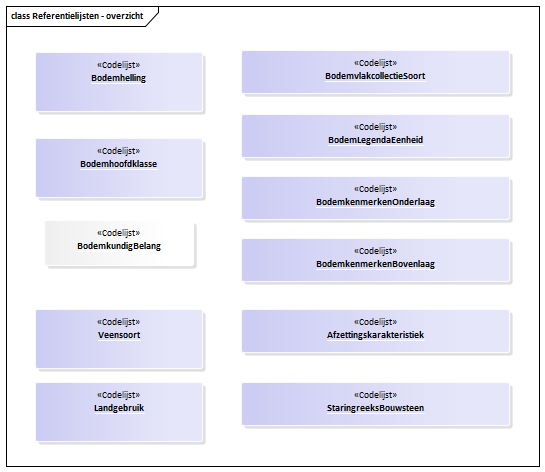 class Referentielijsten - overzicht
«Codelijst»
Bodemhelling
«Codelijst»
Bodemhoofdklasse
«Codelijst»
BodemkundigBelang
«Codelijst»
Veensoort
«Codelijst»
Landgebruik
«Codelijst»
BodemvlakcollectieSoort
«Codelijst»
BodemLegendaEenheid
«Codelijst»
BodemkenmerkenOnderlaag
«Codelijst»
BodemkenmerkenBovenlaag
«Codelijst»
Afzettingskarakteristiek
«Codelijst»
StaringreeksBouwsteen